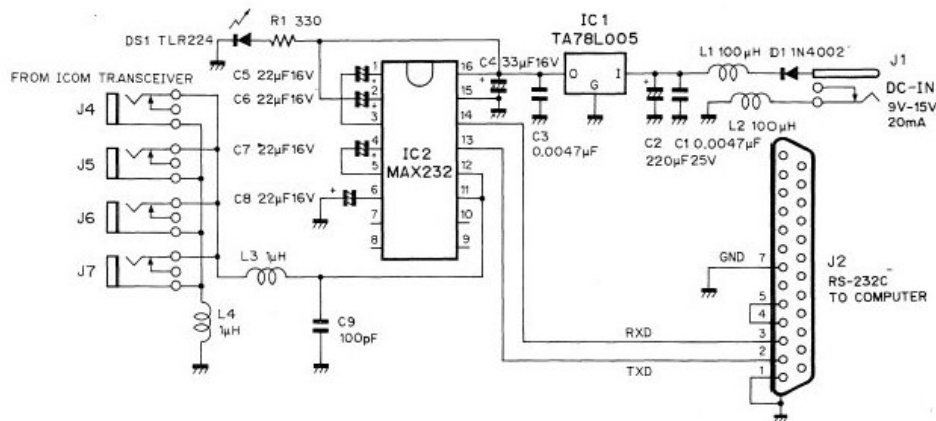 IC1
TA78L005
R1 330
DS1 TLR224
FROM ICOM TRANSCEIVER
J4
J5
J6
J7
C5 22µF16V
C6 22µF16V
C7 22µF16V
C8 22µF16V
+
1
2
3
4
5
6
7
8
16
15
14
13
12
11
10
9
IC2
MAX232
C4 33µF16V
+
O
I
G
L1 100µH
D1 1N4002
J1
DC-IN
9V-15V
20mA
L2 100µH
C3
0.0047µF
+
C2
220µF25V
C1 0.0047µF
L3 1µH
L4
1µH
C9
100pF
GND
7
5
4
3
2
1
J2
RS-232C
TO COMPUTER
RXD
TXD